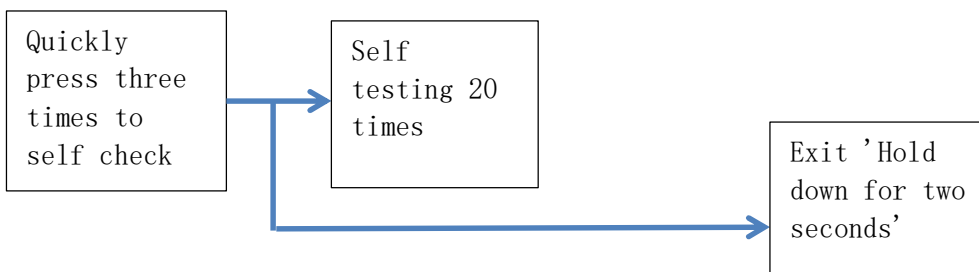 Quickly
press three
times to
self check
Self
testing 20
times
Exit 'Hold
down for two
seconds'